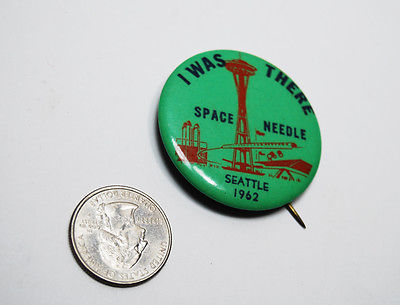 I WAS THERE
SPACE NEEDLE
SEATTLE
1962